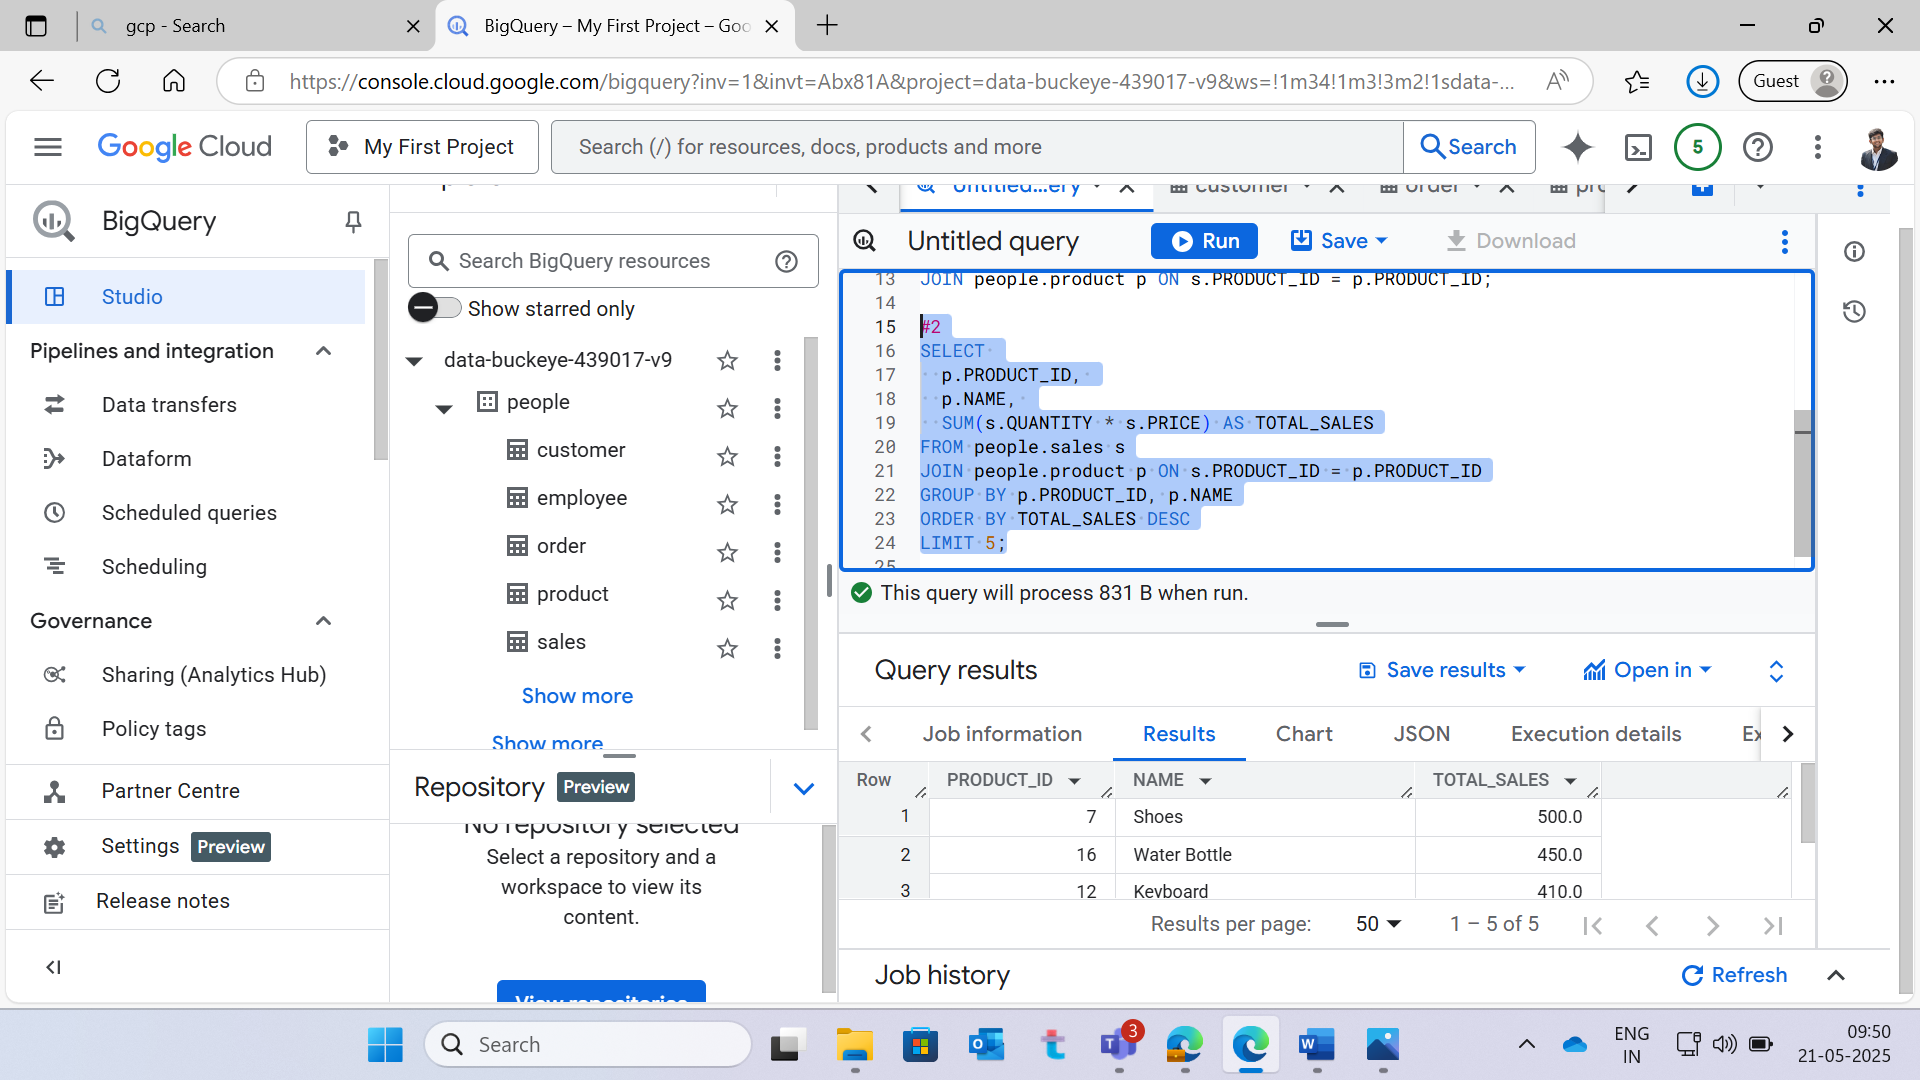 gcp - Search
BigQuery – My First Project – Goo
https://console.cloud.google.com/bigquery?inv=1&invt=Abx81A&project=data-buckeye-439017-v9&ws=!1m34!1m3!3m2!1sdata-...
Guest
Google Cloud
My First Project
Search (/) for resources, docs, products and more
Search
5
BigQuery
Studio
Pipelines and integration
Data transfers
Dataform
Scheduled queries
Scheduling
Governance
Sharing (Analytics Hub)
Policy tags
Partner Centre
Settings Preview
Release notes
Search BigQuery resources
Show starred only
data-buckeye-439017-v9
people
customer
employee
order
product
sales
Show more
Show more
Repository Preview
No repository selected
Select a repository and a
workspace to view its
content.
View repositories
Untitled...ery
customer
order
Untitled query
Run
Save
Download
13 JOIN people.product p ON s.PRODUCT_ID = p.PRODUCT_ID;
14
15 #2
16 SELECT
17 p.PRODUCT_ID,
18 p.NAME,
19 SUM(s.QUANTITY * s.PRICE) AS TOTAL_SALES
20 FROM people.sales s
21 JOIN people.product p ON s.PRODUCT_ID = p.PRODUCT_ID
22 GROUP BY p.PRODUCT_ID, p.NAME
23 ORDER BY TOTAL_SALES DESC
24 LIMIT 5;
25
This query will process 831 B when run.
Query results
Save results
Open in
Job information
Results
Chart
JSON
Execution details
Ex
Row PRODUCT_ID NAME TOTAL_SALES
1 7 Shoes 500.0
2 16 Water Bottle 450.0
3 12 Keyboard 410.0
Results per page: 50 1 – 5 of 5
Job history
Refresh
Search
3
ENG
IN
09:50
21-05-2025